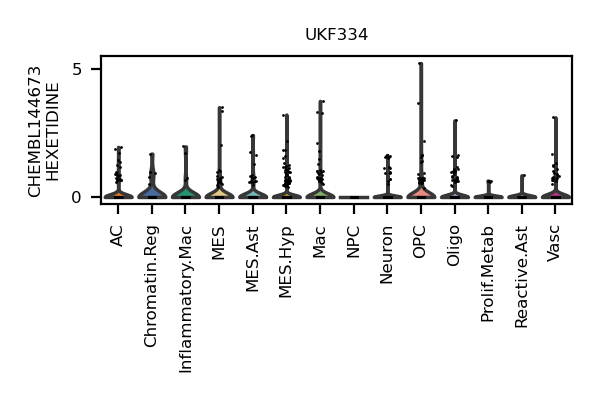 UKF334
CHEMBL144673
HEXETIDINE
5
0
AC
Chromatin.Reg
Inflammatory.Mac
MES
MES.Ast
MES.Hyp
Mac
NPC
Neuron
OPC
Oligo
Prolif.Metab
Reactive.Ast
Vasc